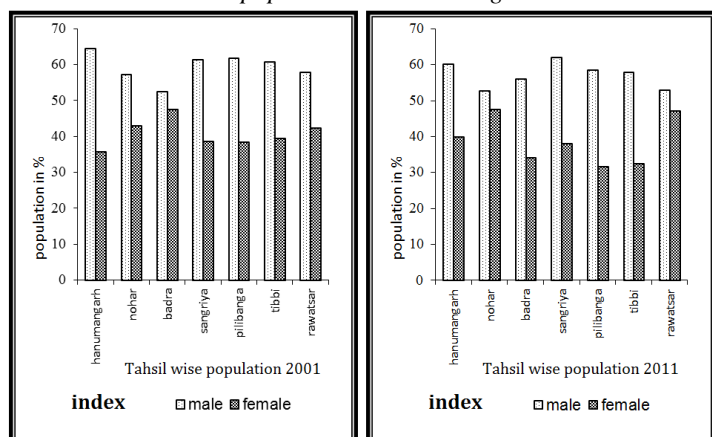 70
60
50
40
30
20
10
0
population in %
hanumangarh
nohar
badra
sangriya
pilibanga
tibbi
rawatsar
Tahsil wise population 2001
index male female
70
60
50
40
30
20
10
0
population in %
hanumangarh
nohar
badra
sangriya
pilibanga
tibbi
rawatsar
Tahsil wise population 2011
index male female